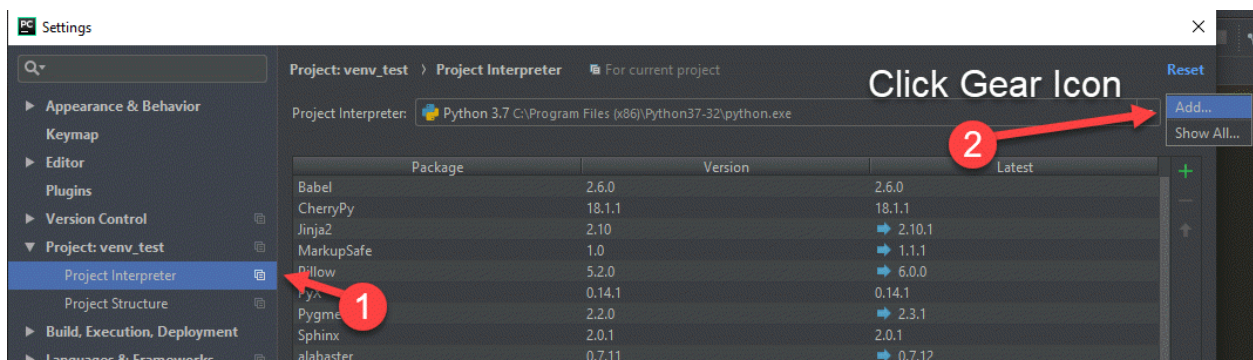 PC Settings
Project: venv_test › Project Interpreter For current project Reset
Click Gear Icon
Appearance & Behavior
Project Interpreter: Python 3.7 C:\Program Files (x86)\Python37-32\python.exe
Add...
Keymap
2
Show All...
Editor
Package Version Latest
Plugins
Babel 2.6.0 2.6.0
CherryPy 18.1.1 18.1.1
Version Control
Jinja2 2.10 2.10.1
Project: venv_test
MarkupSafe 1.0 1.1.1
Project Interpreter
Pillow 5.2.0 6.0.0
PyX 0.14.1 0.14.1
Project Structure
1
Pygme 2.2.0 2.3.1
Build, Execution, Deployment
Sphinx 2.0.1 2.0.1
Languages & Frameworks
alabaster 0.7.11 0.7.12